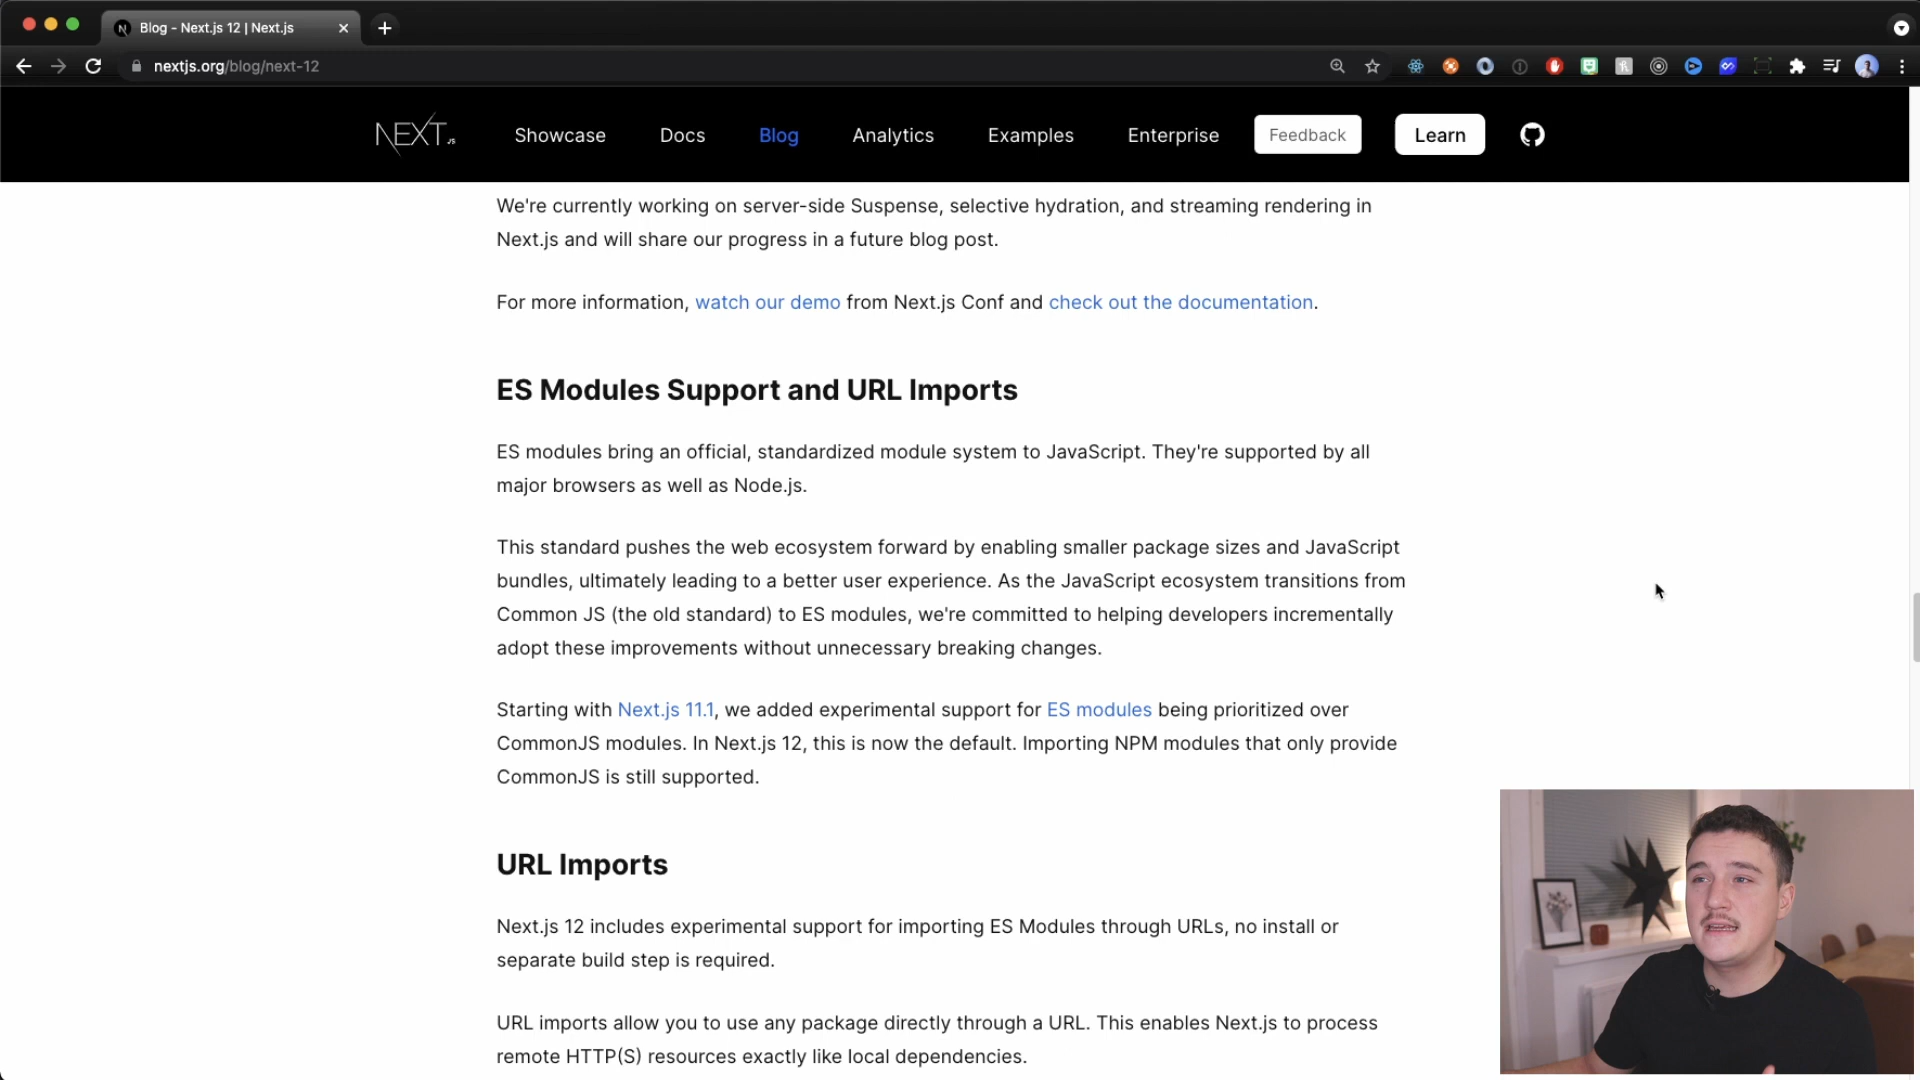 Blog - Next.js 12 | Next.js
nextjs.org/blog/next-12
NEXT.JS
Showcase
Docs
Blog
Analytics
Examples
Enterprise
Feedback
Learn
We're currently working on server-side Suspense, selective hydration, and streaming rendering in
Next.js and will share our progress in a future blog post.
For more information, watch our demo from Next.js Conf and check out the documentation.
ES Modules Support and URL Imports
ES modules bring an official, standardized module system to JavaScript. They're supported by all
major browsers as well as Node.js.
This standard pushes the web ecosystem forward by enabling smaller package sizes and JavaScript
bundles, ultimately leading to a better user experience. As the JavaScript ecosystem transitions from
Common JS (the old standard) to ES modules, we're committed to helping developers incrementally
adopt these improvements without unnecessary breaking changes.
Starting with Next.js 11.1, we added experimental support for ES modules being prioritized over
CommonJS modules. In Next.js 12, this is now the default. Importing NPM modules that only provide
CommonJS is still supported.
URL Imports
Next.js 12 includes experimental support for importing ES Modules through URLs, no install or
separate build step is required.
URL imports allow you to use any package directly through a URL. This enables Next.js to process
remote HTTP(S) resources exactly like local dependencies.